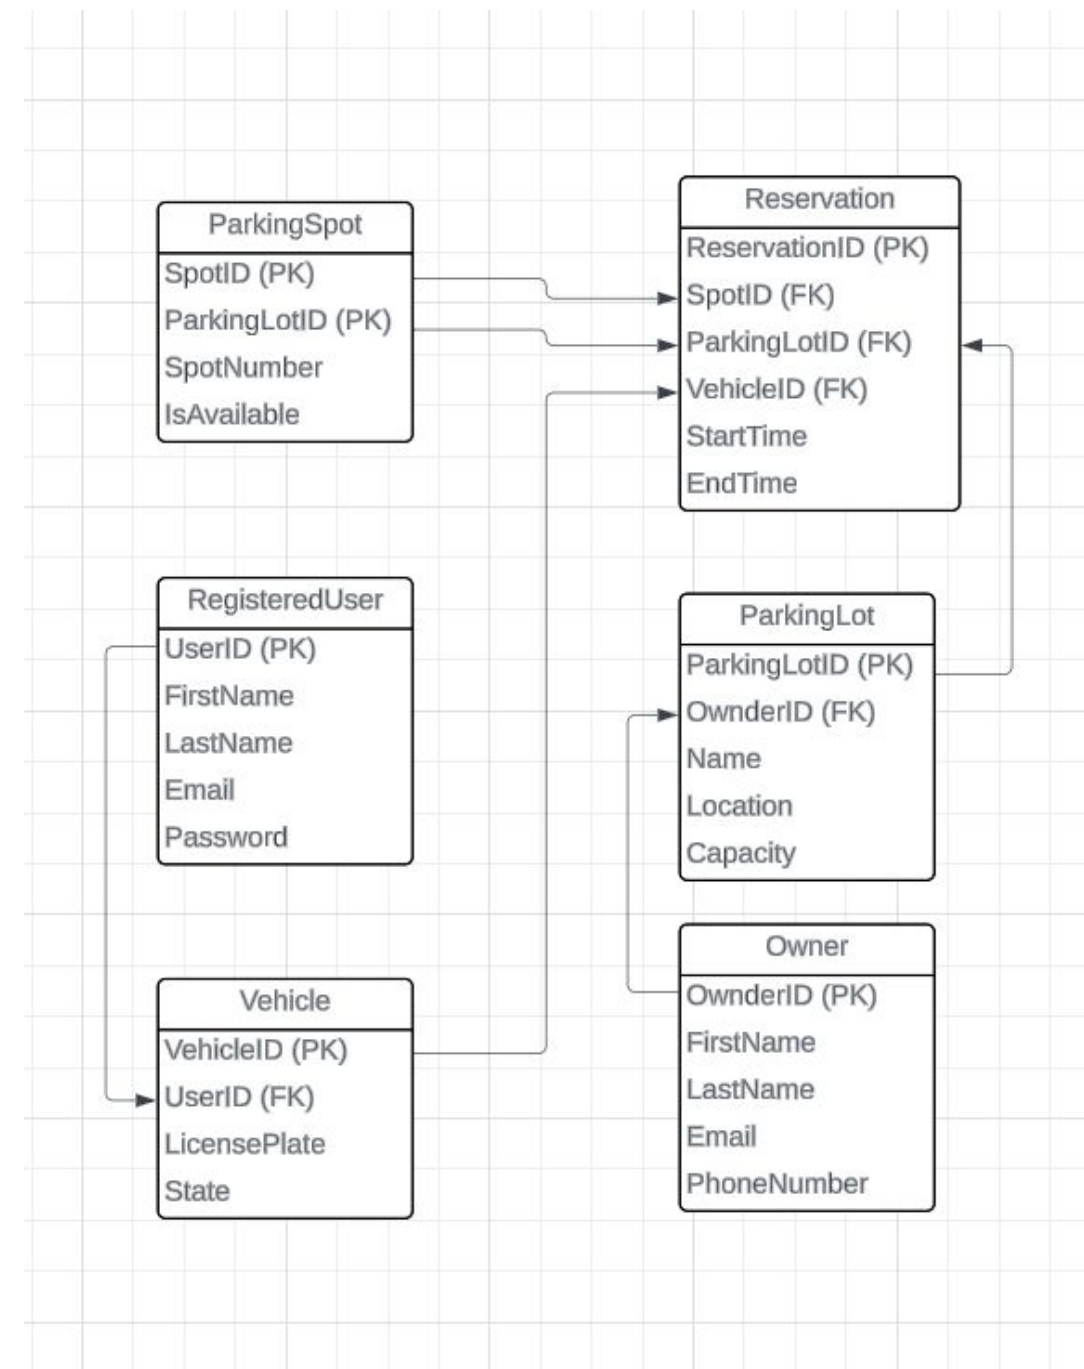 ParkingSpot
SpotID (PK)
ParkingLotID (PK)
SpotNumber
IsAvailable
Reservation
ReservationID (PK)
SpotID (FK)
ParkingLotID (FK)
VehicleID (FK)
StartTime
EndTime
RegisteredUser
UserID (PK)
FirstName
LastName
Email
Password
ParkingLot
ParkingLotID (PK)
OwnderID (FK)
Name
Location
Capacity
Vehicle
VehicleID (PK)
UserID (FK)
LicensePlate
State
Owner
OwnderID (PK)
FirstName
LastName
Email
PhoneNumber